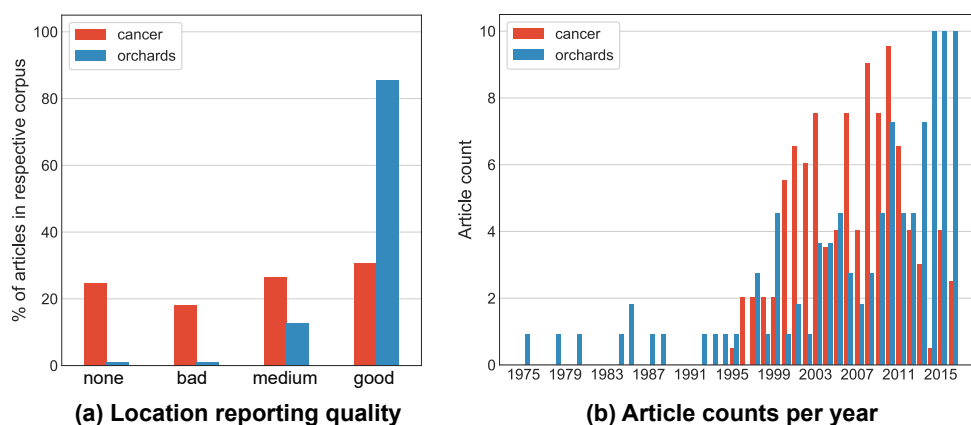 % of articles in respective corpus
100
80
60
40
20
0
cancer
orchards
none bad medium good
(a) Location reporting quality
Article count
10
8
6
4
2
0
cancer
orchards
1975 1979 1983 1987 1991 1995 1999 2003 2007 2011 2015
(b) Article counts per year